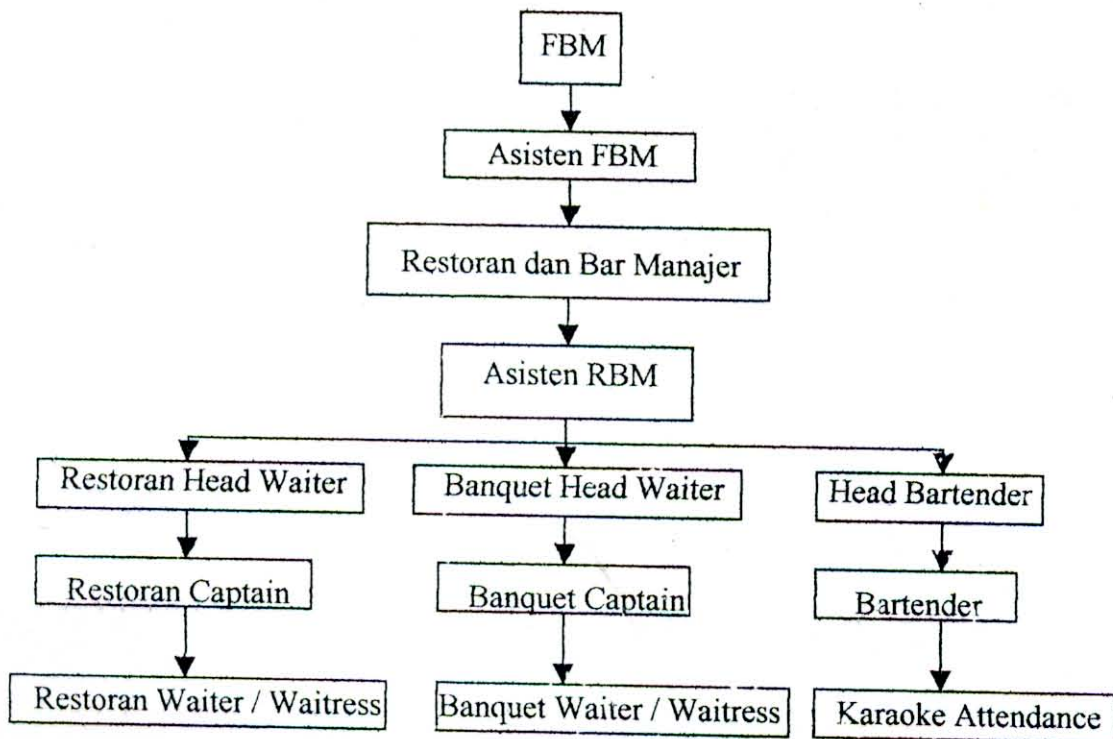 FBM
Asisten FBM
Restoran dan Bar Manajer
Asisten RBM
Restoran Head Waiter
Banquet Head Waiter
Head Bartender
Restoran Captain
Banquet Captain
Bartender
Restoran Waiter / Waitress
Banquet Waiter / Waitress
Karaoke Attendance